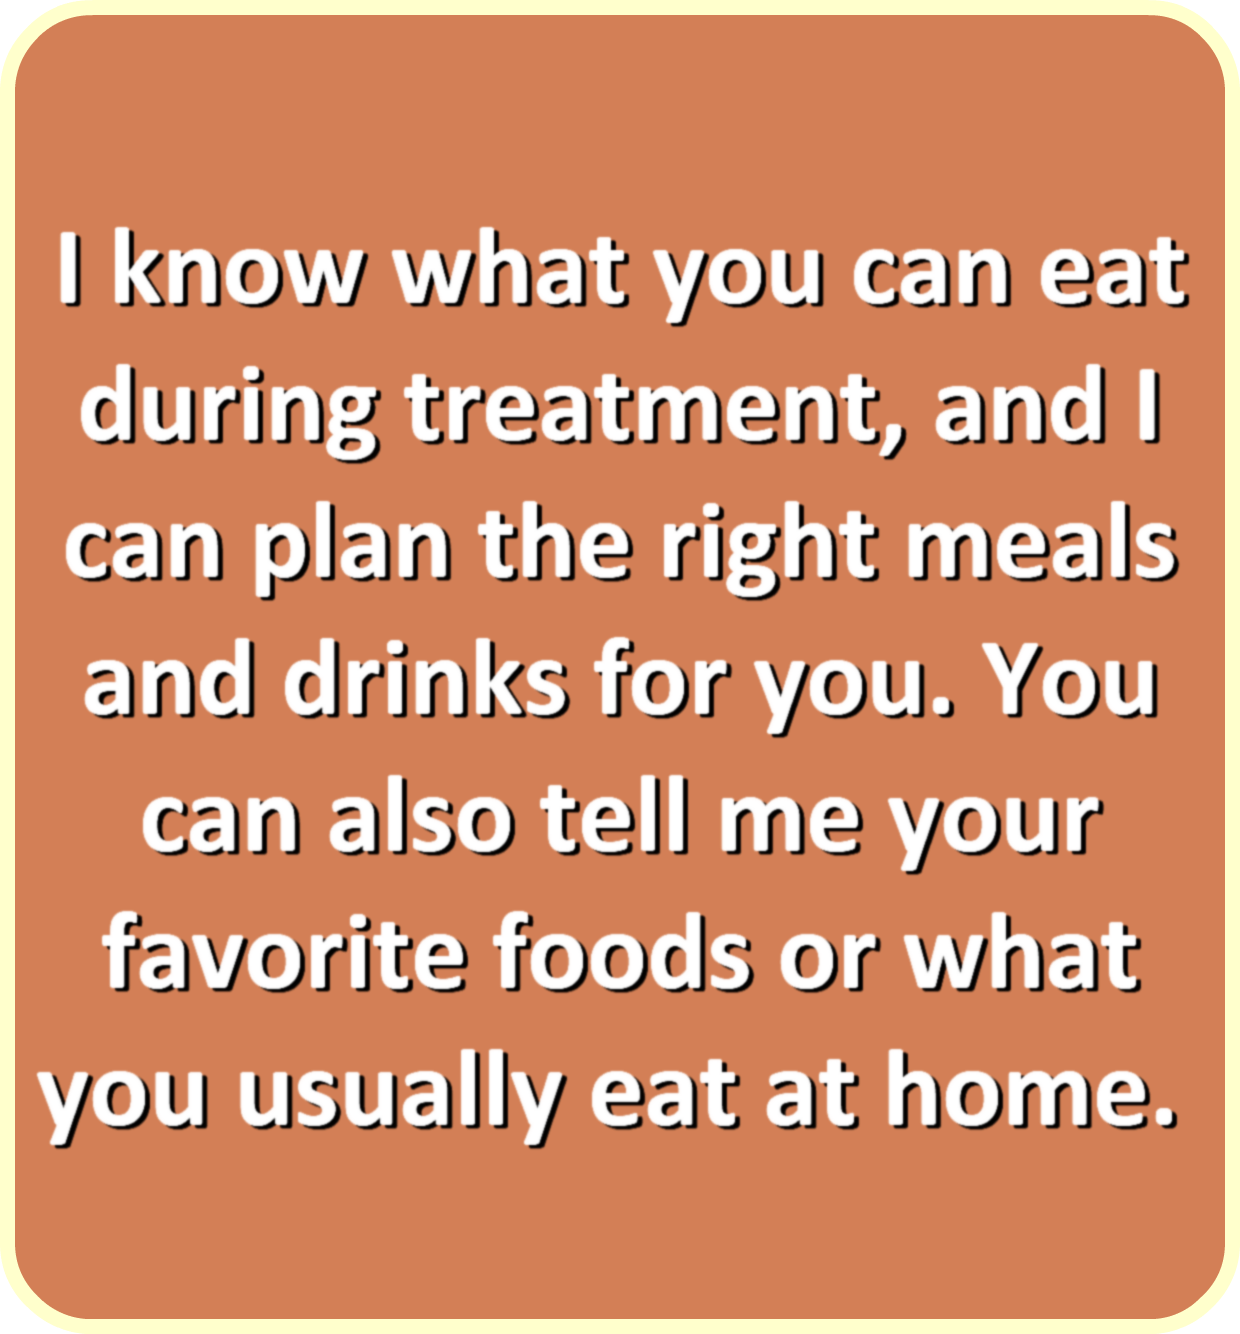 I know what you can eat
during treatment, and I
can plan the right meals
and drinks for you. You
can also tell me your
favorite foods or what
you usually eat at home.